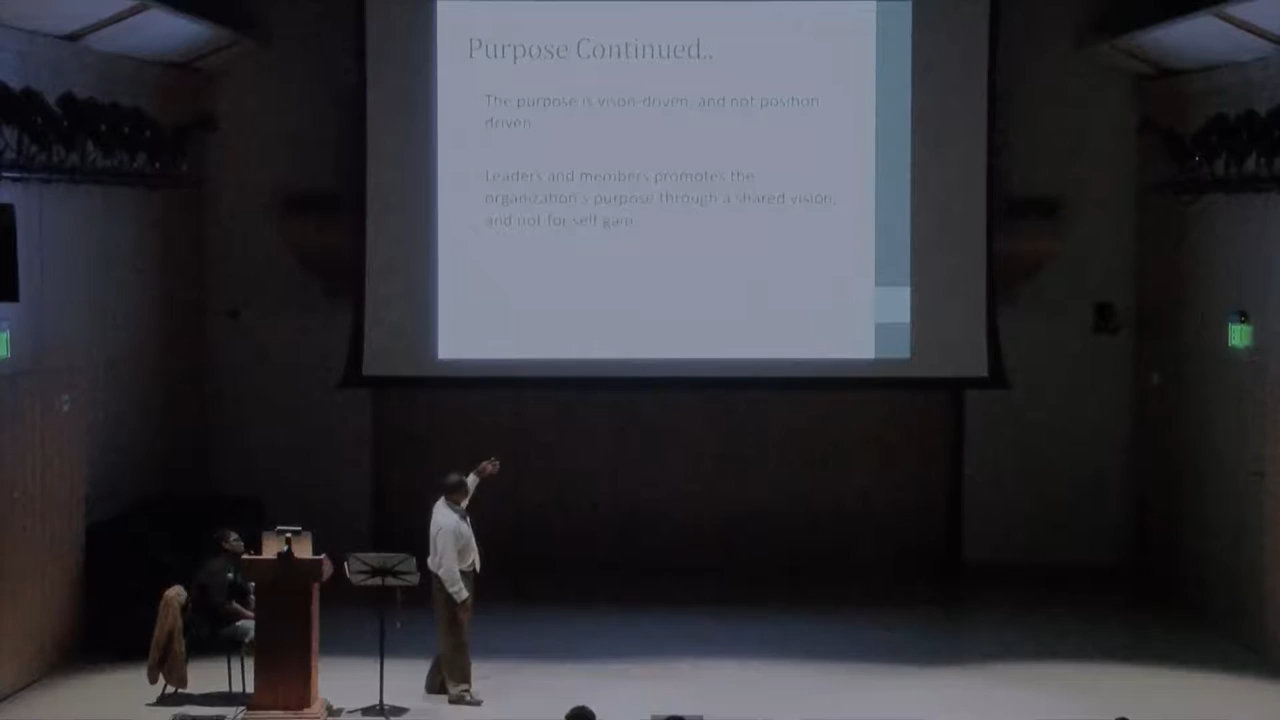 Purpose Continued..
The purpose is vison-driven, and not position
driven
Leaders and members promotes the
organization's purpose through a shared vision,
and not for self gain.